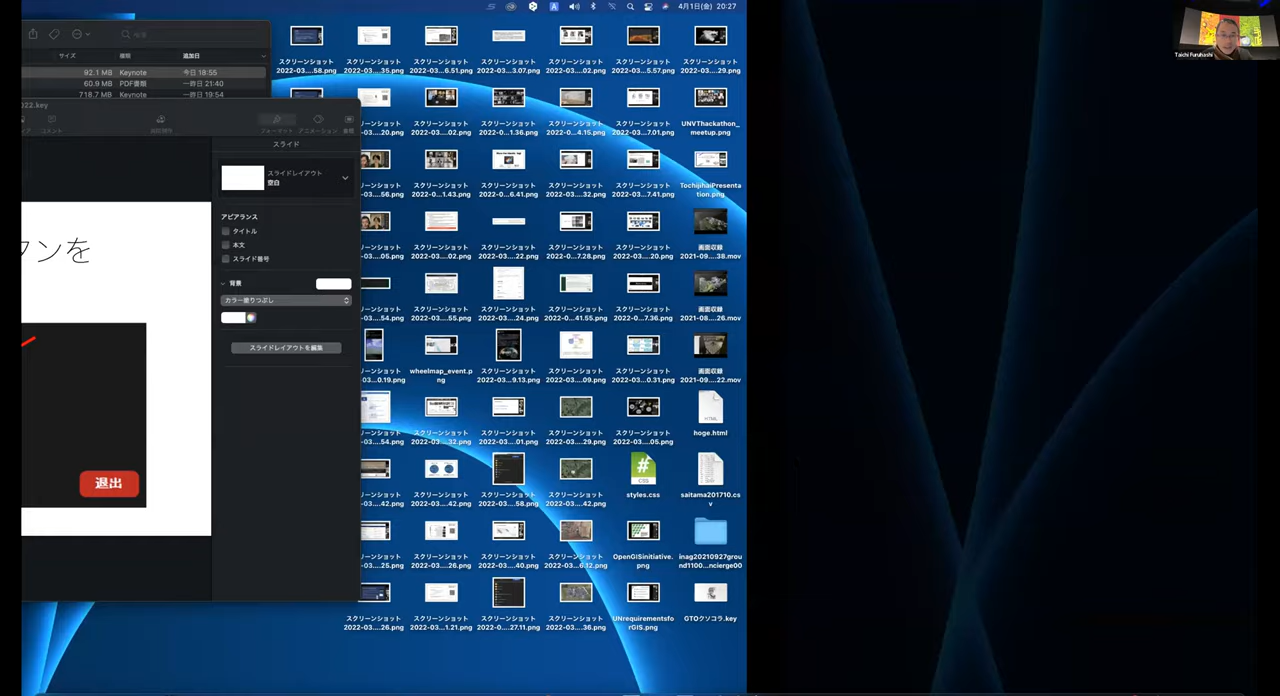 4月1日(金) 20:27
Taichi Furuhashi
サイズ 種類 追加日
92.1 MB Keynote 今日 18:55
60.9 MB PDF書類 一昨日 21:40
718.7 MB Keynote 一昨日 19:54
022.key
コメント
フォーマット アニメーション 書類
スライド
スライドレイアウト
空白
アピアランス
タイトル
本文
スライド番号
背景
カラー塗りつぶし
スライドレイアウトを編集
タンを
退出
スクリーンショット スクリーンショット スクリーンショット スクリーンショット スクリーンショット スクリーンショット スクリーンショット
2022-03....58.png 2022-03....35.png 2022-03...6.51.png 2022-03...3.07.png 2022-03....02.png 2022-03...5.57.png 2022-03....29.png
リーンショット スクリーンショット スクリーンショット スクリーンショット スクリーンショット UNVThackathon_
-03....20.png 2022-03....02.png 2022-0...1.36.png 2022-0...4.15.png 2022-03...7.01.png meetup.png
リーンショット スクリーンショット スクリーンショット スクリーンショット スクリーンショット TochijihaiPresenta
-03....56.png 2022-0...1.43.png 2022-0...6.41.png 2022-03....02.png 2022-03...7.41.png tion.png
リーンショット スクリーンショット スクリーンショット スクリーンショット スクリーンショット 画面収録
-03....05.png 2022-03....02.png 2022-03....22.png 2022-0...7.28.png 2022-03....20.png 2021-09....38.mov
リーンショット スクリーンショット スクリーンショット スクリーンショット スクリーンショット 画面収録
-03....54.png 2022-03....55.png 2022-03....24.png 2022-0...41.55.png 2022-0...7.36.png 2021-08....26.mov
リーンショット wheelmap_event.p スクリーンショット スクリーンショット スクリーンショット 画面収録
-03...0.19.png ng 2022-03...9.13.png 2022-03....09.png 2022-03...0.31.png 2021-09....22.mov
リーンショット スクリーンショット スクリーンショット スクリーンショット スクリーンショット hoge.html
-03....54.png 2022-03....32.png 2022-03....01.png 2022-03....29.png 2022-03....05.png
リーンショット スクリーンショット スクリーンショット スクリーンショット styles.css saitama201710.cs
-03....42.png 2022-03....42.png 2022-03....58.png 2022-03....42.png v
リーンショット スクリーンショット スクリーンショット スクリーンショット OpenGISinitiative. inag20210927grou
-03....25.png 2022-03....26.png 2022-03....40.png 2022-0...6.12.png png nd1100...ncierge00
スクリーンショット スクリーンショット スクリーンショット スクリーンショット UNrequirementsfo GTOクソコラ.key
2022-03....26.png 2022-03...1.21.png 2022-0...27.11.png 2022-03....36.png rGIS.png